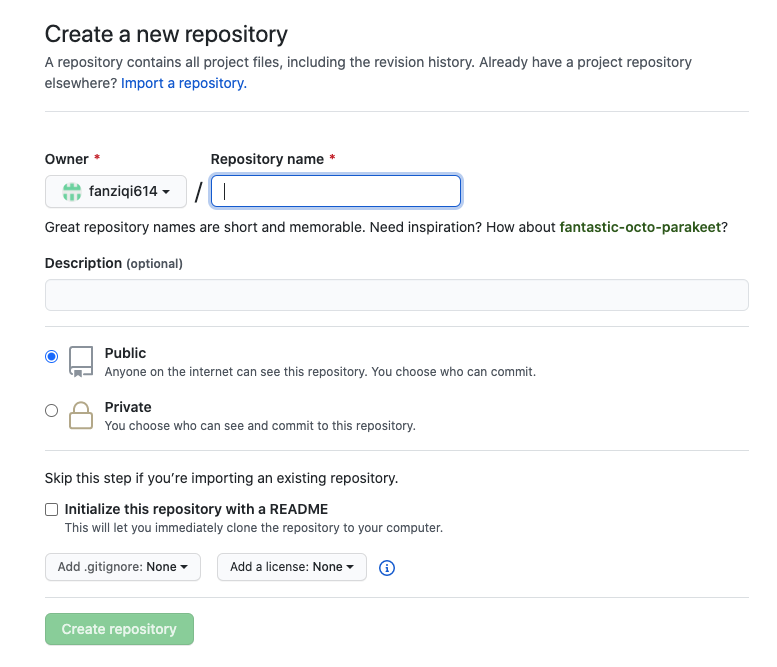 Create a new repository
A repository contains all project files, including the revision history. Already have a project repository
elsewhere? Import a repository.
Owner * Repository name *
fanziqi614 /
Great repository names are short and memorable. Need inspiration? How about fantastic-octo-parakeet?
Description (optional)
Public
Anyone on the internet can see this repository. You choose who can commit.
Private
You choose who can see and commit to this repository.
Skip this step if you’re importing an existing repository.
Initialize this repository with a README
This will let you immediately clone the repository to your computer.
Add .gitignore: None Add a license: None
Create repository